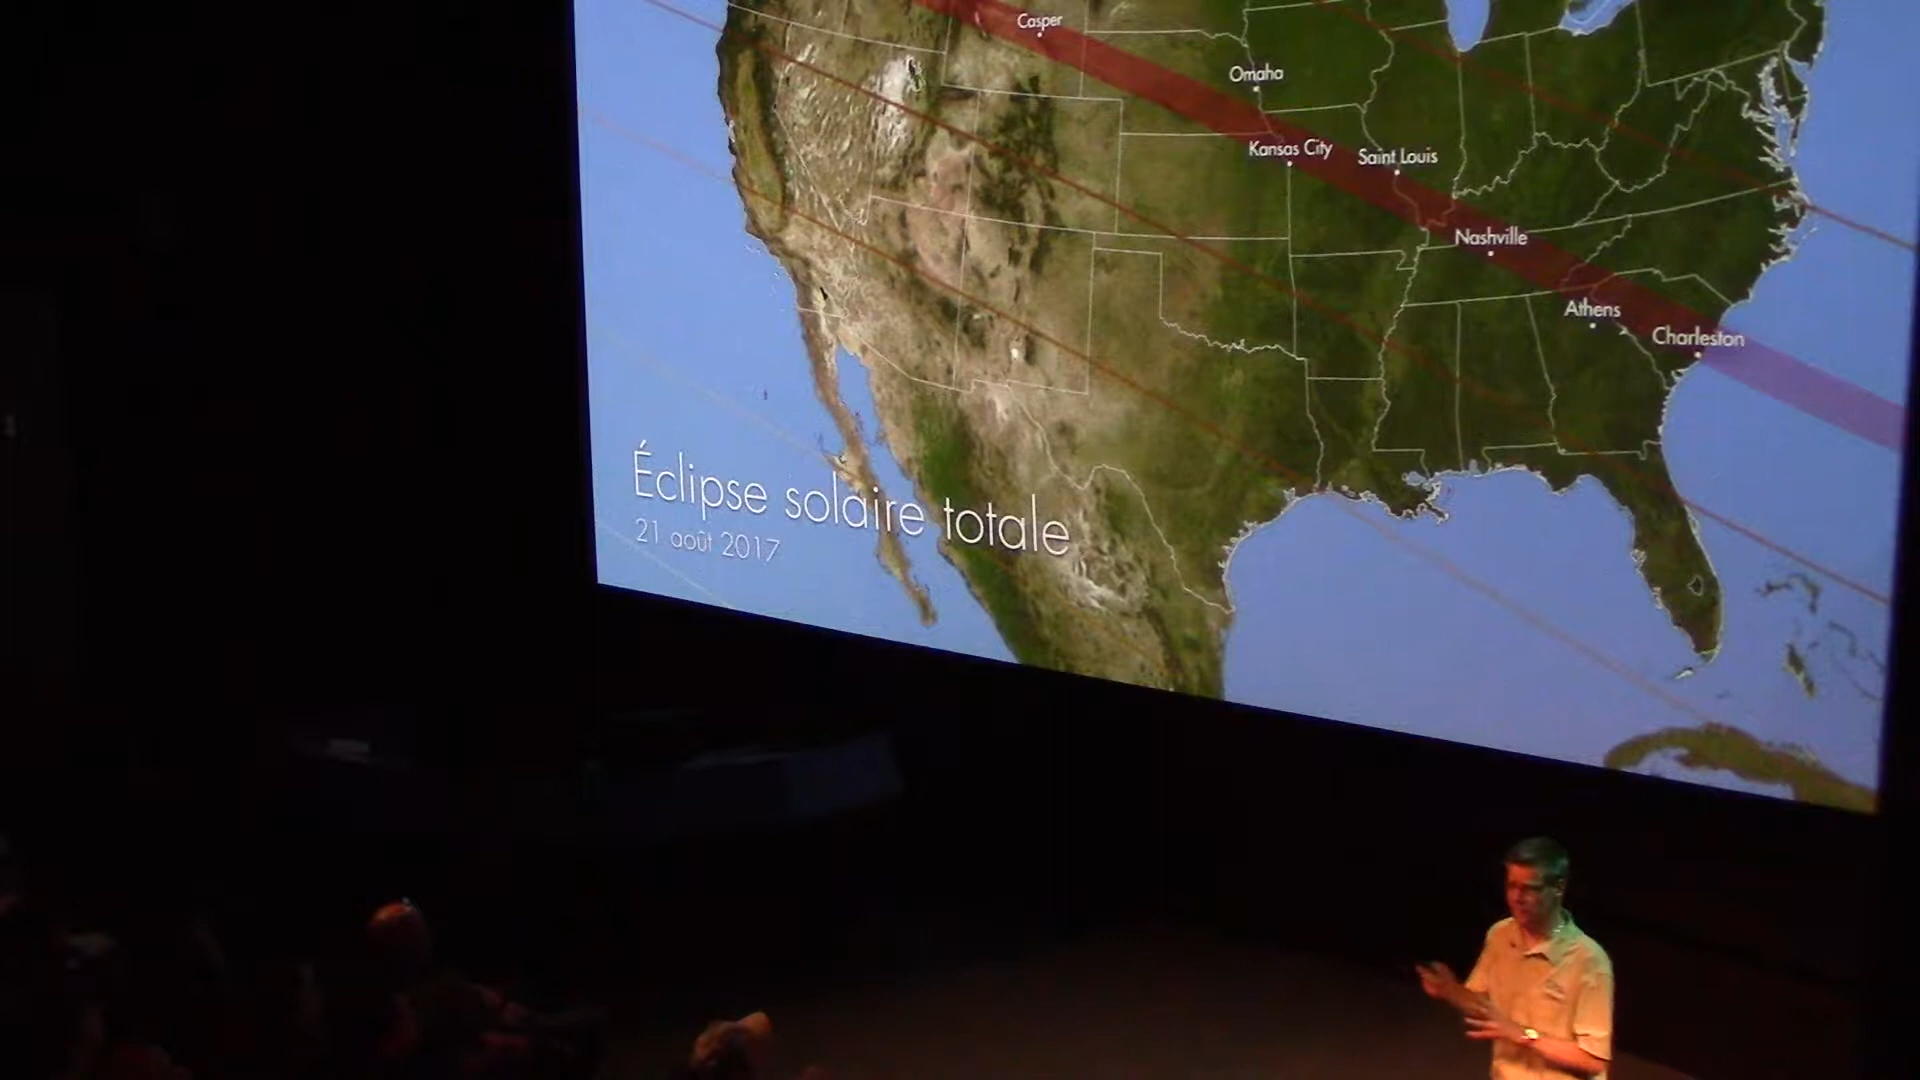 Casper
Omaha
Kansas City
Saint Louis
Nashville
Athens
Charleston
Éclipse solaire totale
21 août 2017